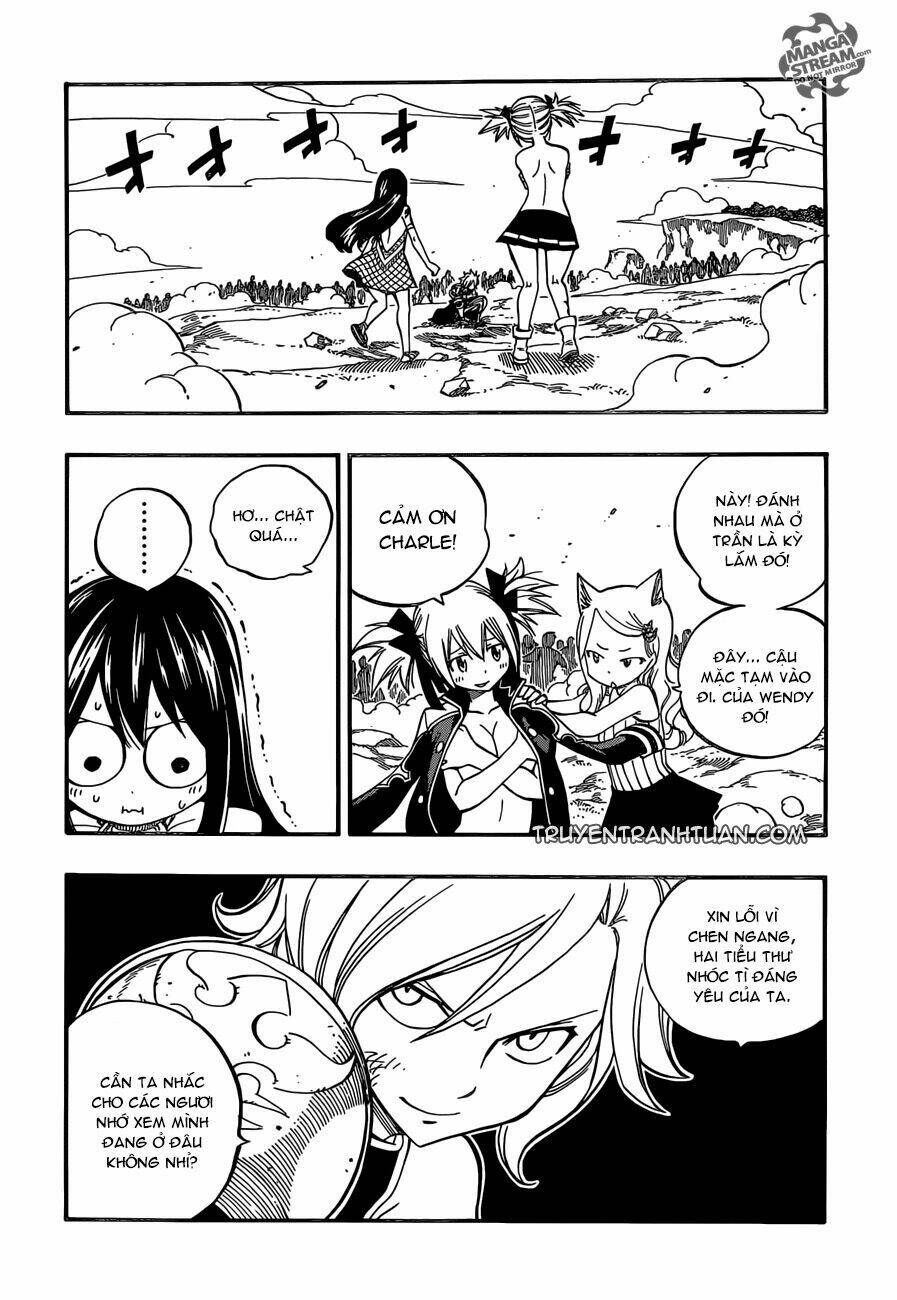 MANGA
STREAM.com
DO NOT MIRROR
NÀY! ĐÁNH
NHAU MÀ Ở
TRẦN LÀ KỲ
LẮM ĐÓ!
ĐÂY... CẬU
MẶC TẠM VÀO
ĐI. CỦA WENDY
ĐÓ!
CẢM ƠN
CHARLE!
HƠ... CHẬT
QUÁ...
........
TRUYENTRANHTUAN.COM
XIN LỖI VÌ
CHEN NGANG,
HAI TIỂU THƯ
NHÓC TÌ ĐÁNG
YÊU CỦA TA.
CẦN TA NHẮC
CHO CÁC NGƯƠI
NHỚ XEM MÌNH
ĐANG Ở ĐÂU
KHÔNG NHỈ?